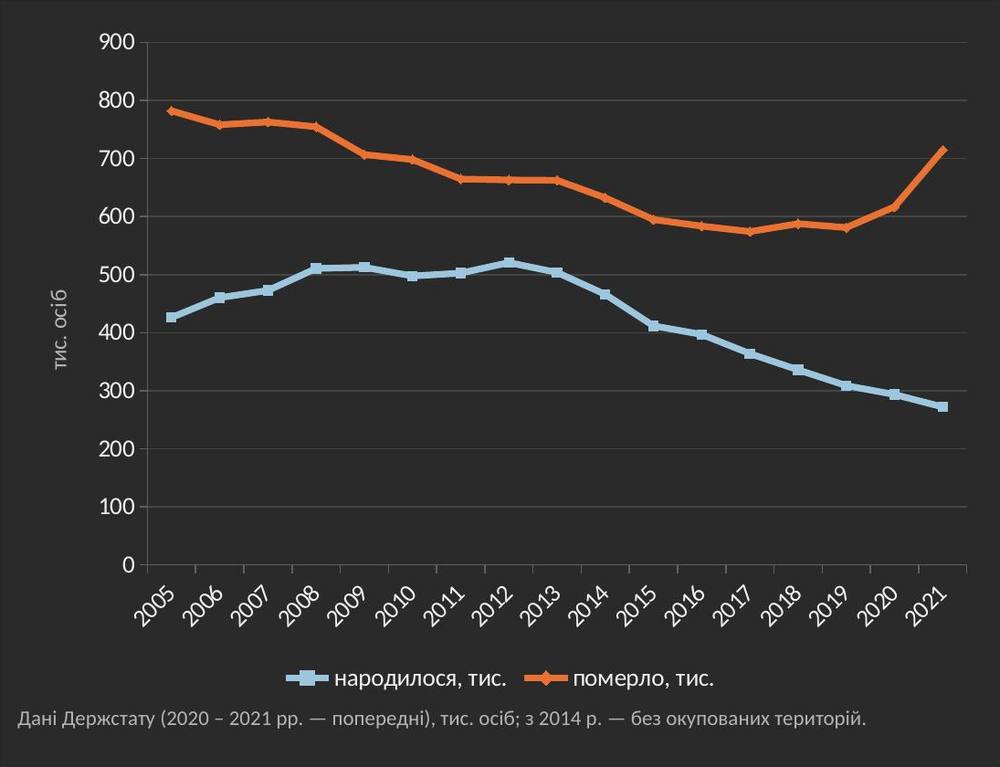 900
800
700
600
500
400
300
200
100
0
тис. осіб
2005 2006 2007 2008 2009 2010 2011 2012 2013 2014 2015 2016 2017 2018 2019 2020 2021
народилося, тис. померло, тис.
Дані Держстату (2020 – 2021 рр. — попередні), тис. осіб; з 2014 р. — без окупованих територій.